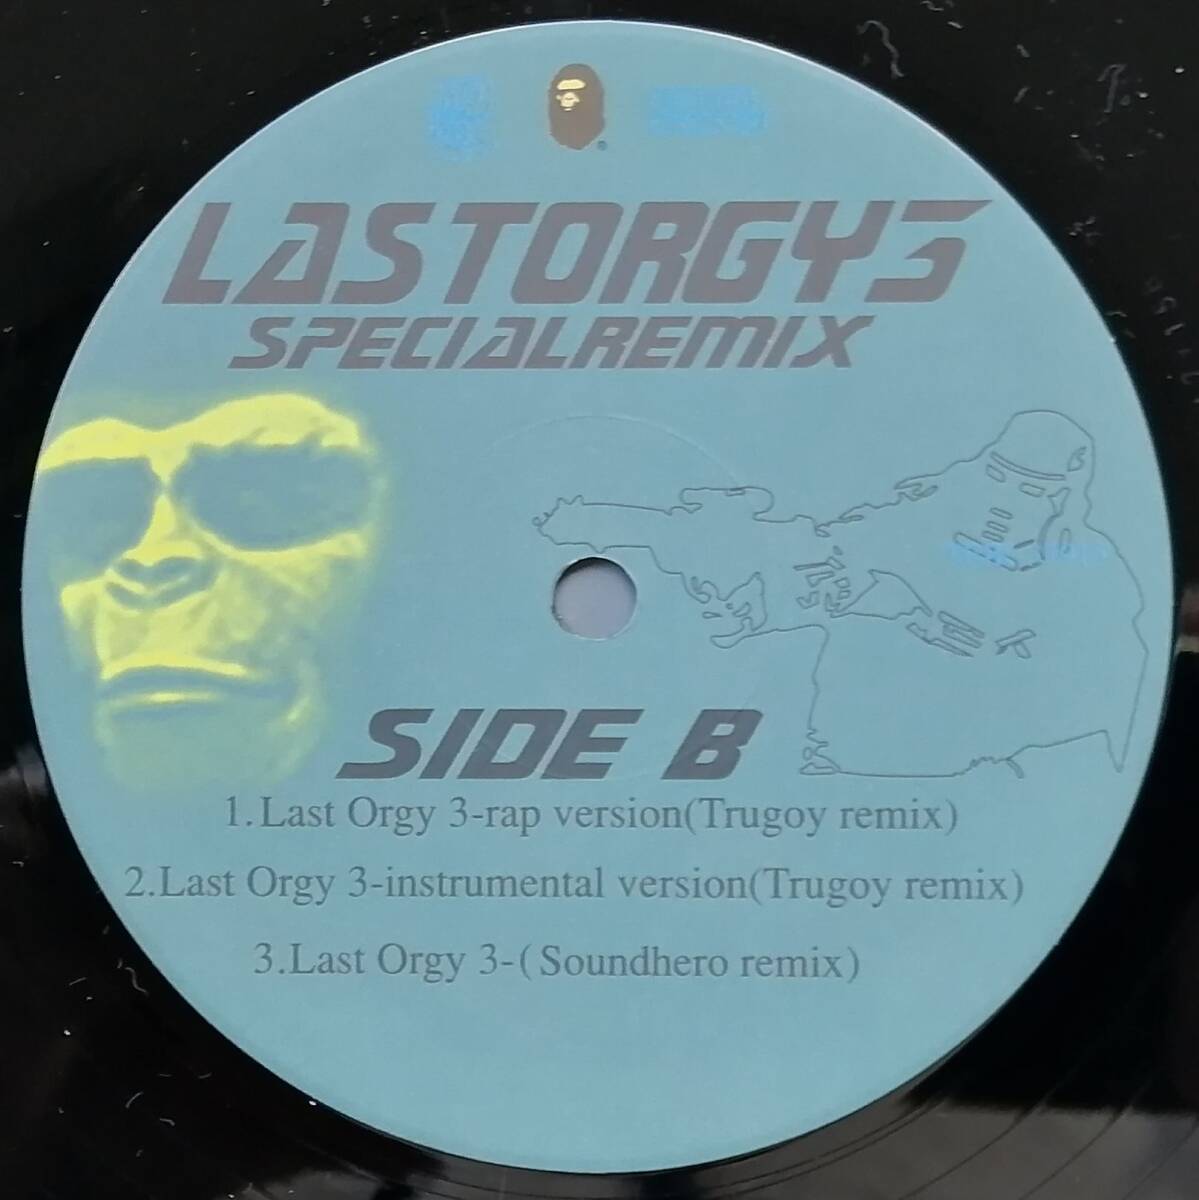 LASTORGY3
SPECIALREMIX
SIDE B
1.Last Orgy 3-rap version(Trugoy remix)
2.Last Orgy 3-instrumental version(Trugoy remix)
3.Last Orgy 3-(Soundhero remix)